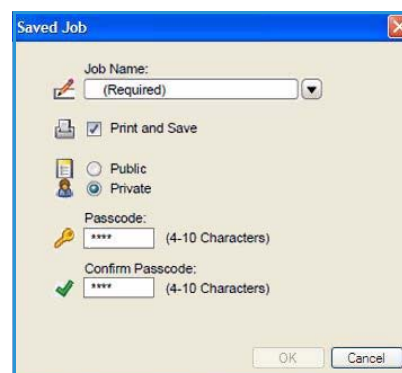 Saved Job
Job Name:
(Required)
Print and Save
Public
Private
Passcode:
**** (4-10 Characters)
Confirm Passcode:
**** (4-10 Characters)
OK Cancel